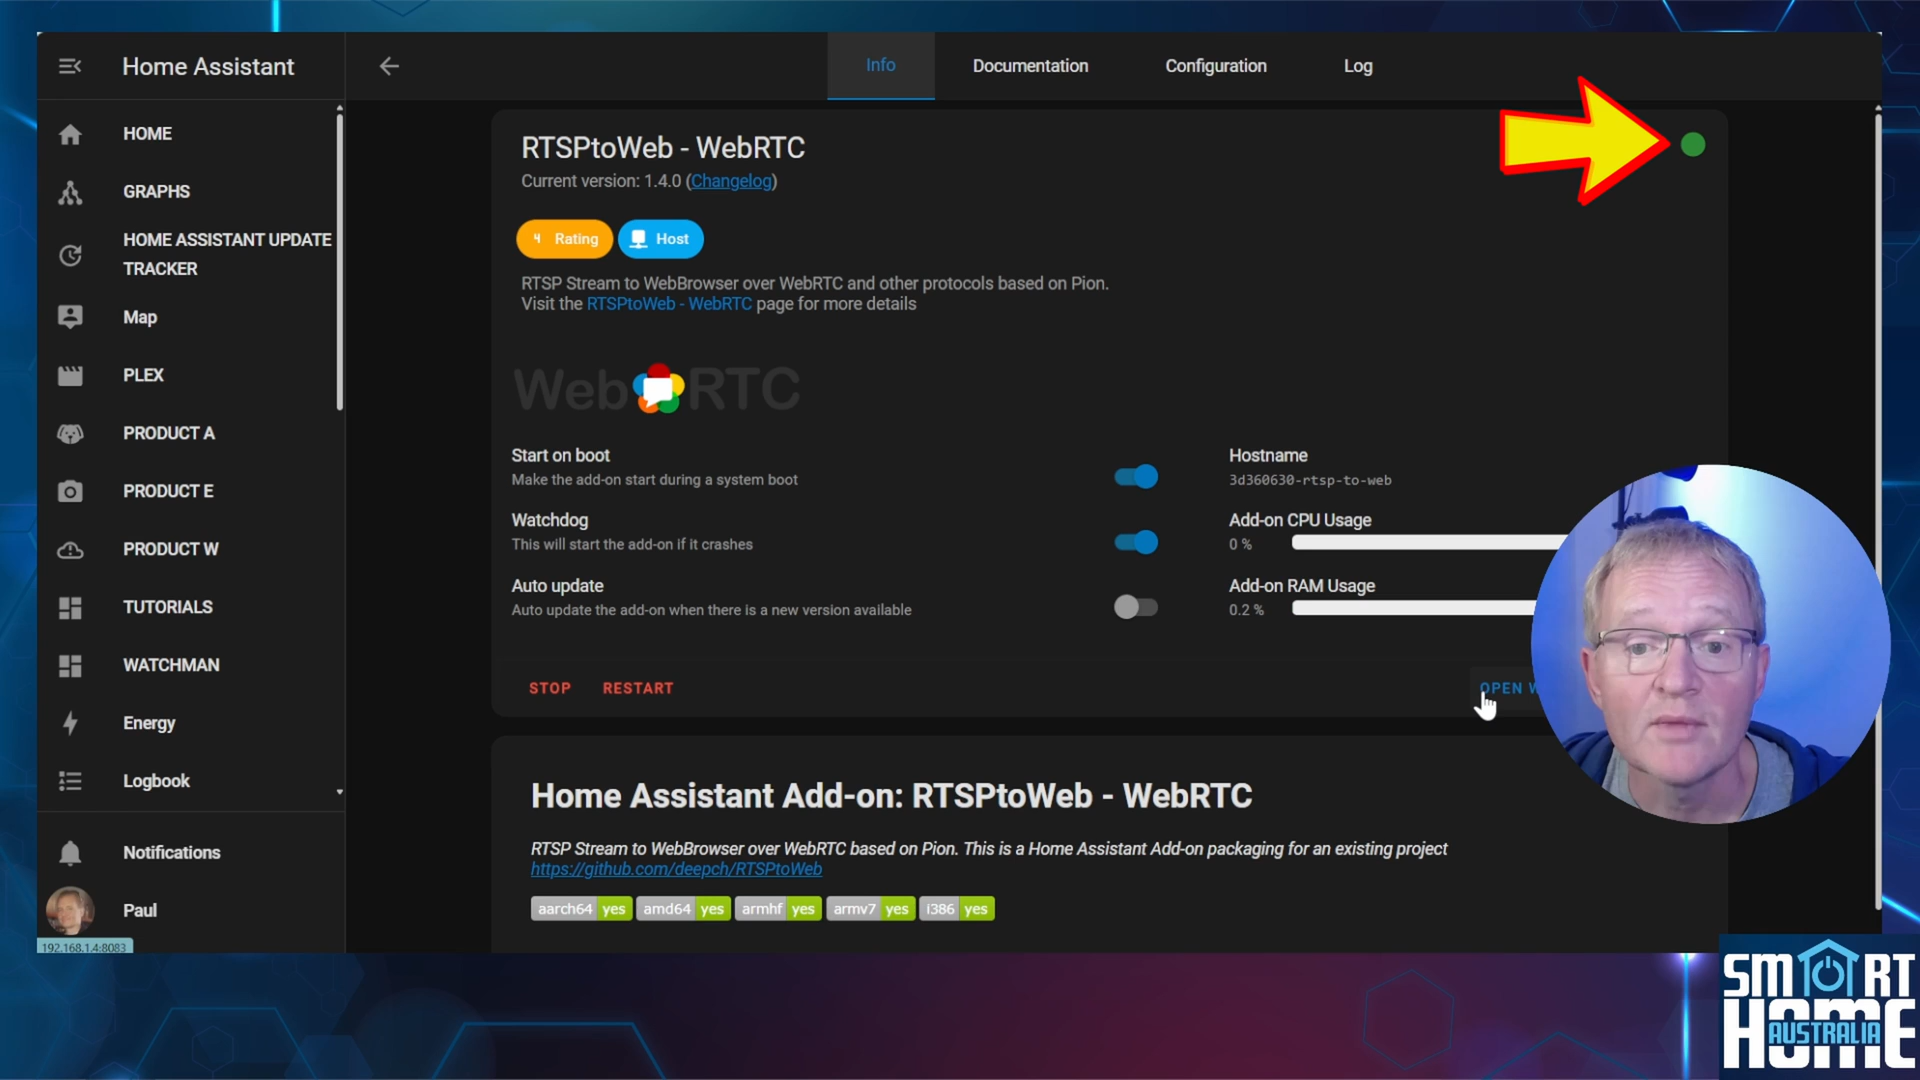 Home Assistant
Info
Documentation
Configuration
Log
HOME
GRAPHS
HOME ASSISTANT UPDATE
TRACKER
Map
PLEX
PRODUCT A
PRODUCT E
PRODUCT W
TUTORIALS
WATCHMAN
Energy
Logbook
Notifications
Paul
192.168.1.4:8083
RTSPtoWeb - WebRTC
Current version: 1.4.0 (Changelog)
4 Rating
Host
RTSP Stream to WebBrowser over WebRTC and other protocols based on Pion.
Visit the RTSPtoWeb - WebRTC page for more details
Web RTC
Start on boot
Make the add-on start during a system boot
Watchdog
This will start the add-on if it crashes
Auto update
Auto update the add-on when there is a new version available
Hostname
3d360630-rtsp-to-web
Add-on CPU Usage
0 %
Add-on RAM Usage
0.2 %
STOP
RESTART
OPEN W
Home Assistant Add-on: RTSPtoWeb - WebRTC
RTSP Stream to WebBrowser over WebRTC based on Pion. This is a Home Assistant Add-on packaging for an existing project
https://github.com/deepch/RTSPtoWeb
aarch64 yes
amd64 yes
armhf yes
armv7 yes
i386 yes
SMART
HOME
AUSTRALIA